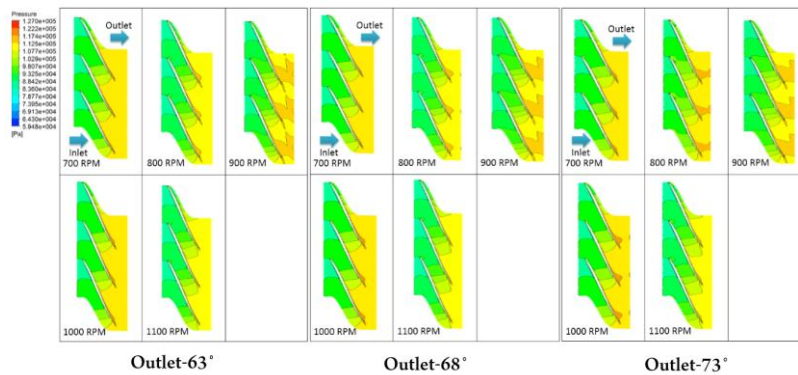 Pressure
1.270e+005
1.222e+005
1.174e+005
1.125e+005
1.077e+005
1.029e+005
9.807e+004
9.325e+004
8.842e+004
8.360e+004
7.877e+004
7.395e+004
6.913e+004
6.430e+004
5.948e+004
[Pa]
Outlet
Inlet
700 RPM
800 RPM
900 RPM
1000 RPM
1100 RPM
Outlet-63°
Outlet
Inlet
700 RPM
800 RPM
900 RPM
1000 RPM
1100 RPM
Outlet-68°
Outlet
Inlet
700 RPM
800 RPM
900 RPM
1000 RPM
1100 RPM
Outlet-73°